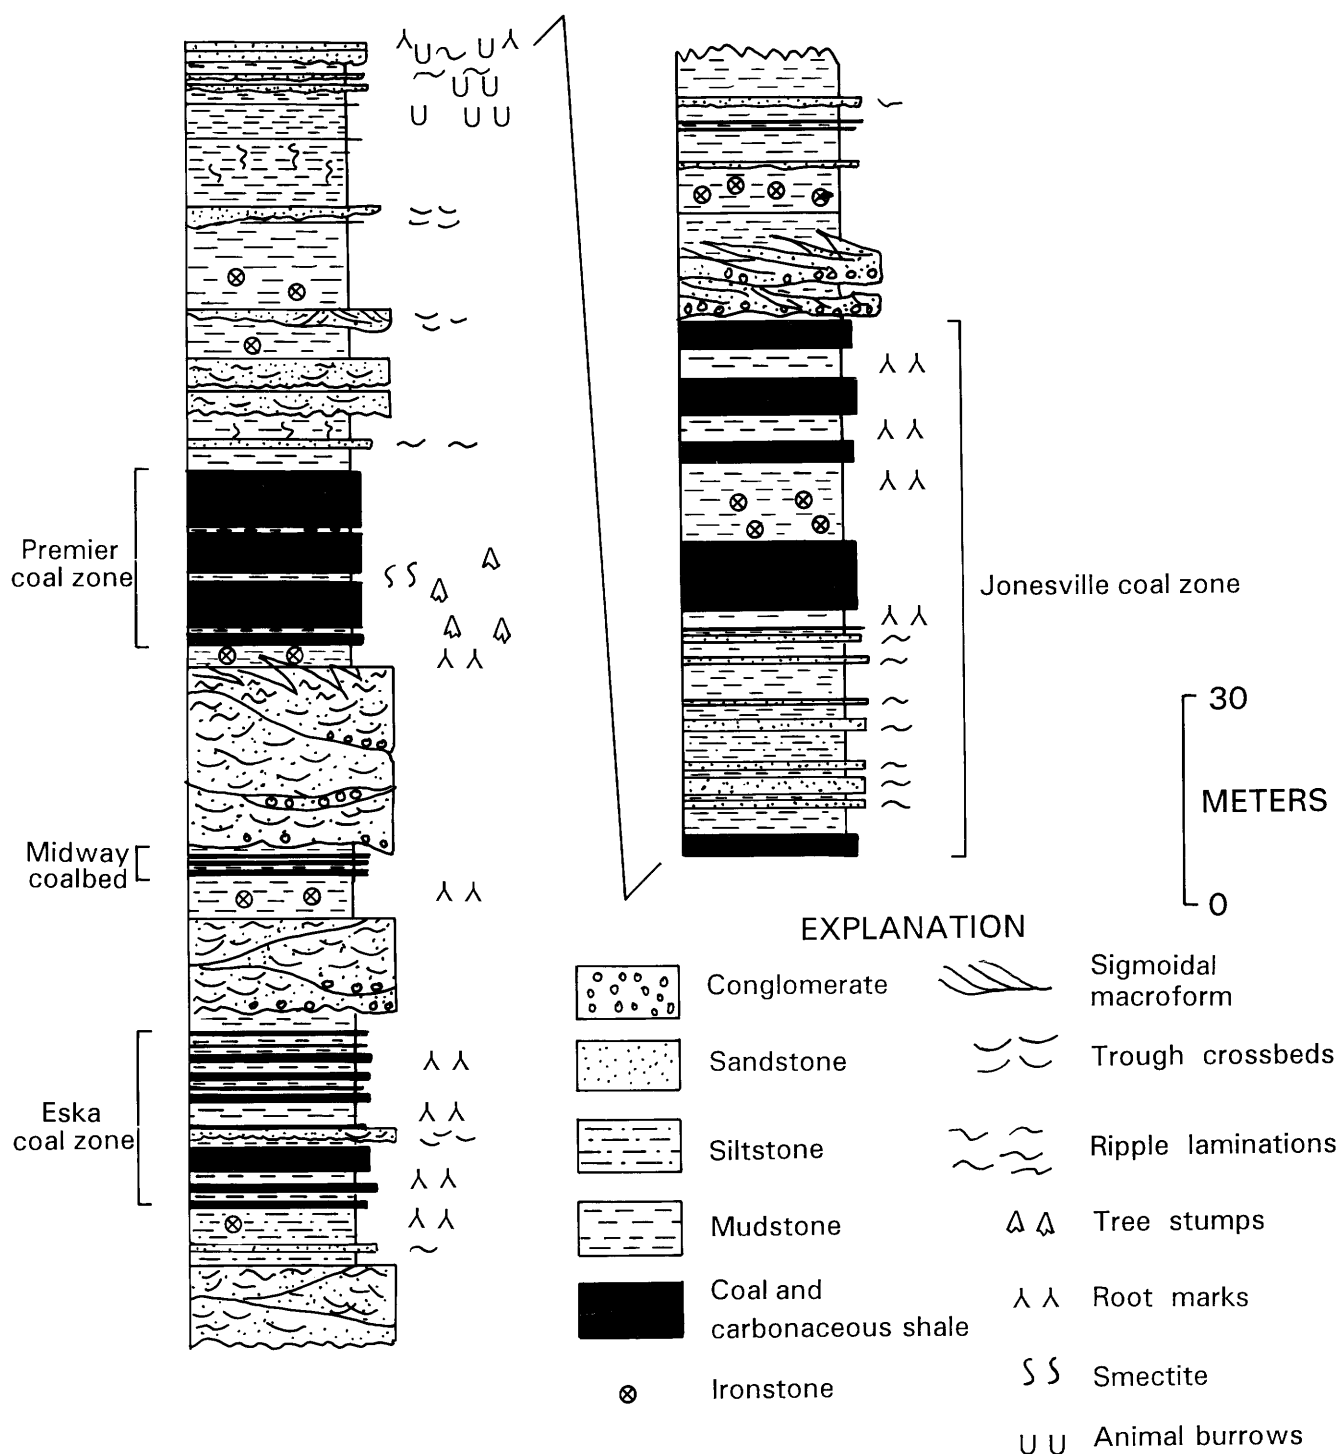 Premier
coal zone
Midway
coalbed
Eska
coal zone
Jonesville coal zone
30
METERS
0
EXPLANATION
Conglomerate
Sandstone
Siltstone
Mudstone
Coal and
carbonaceous shale
Ironstone
Sigmoidal
macroform
Trough crossbeds
Ripple laminations
Tree stumps
Root marks
Smectite
Animal burrows